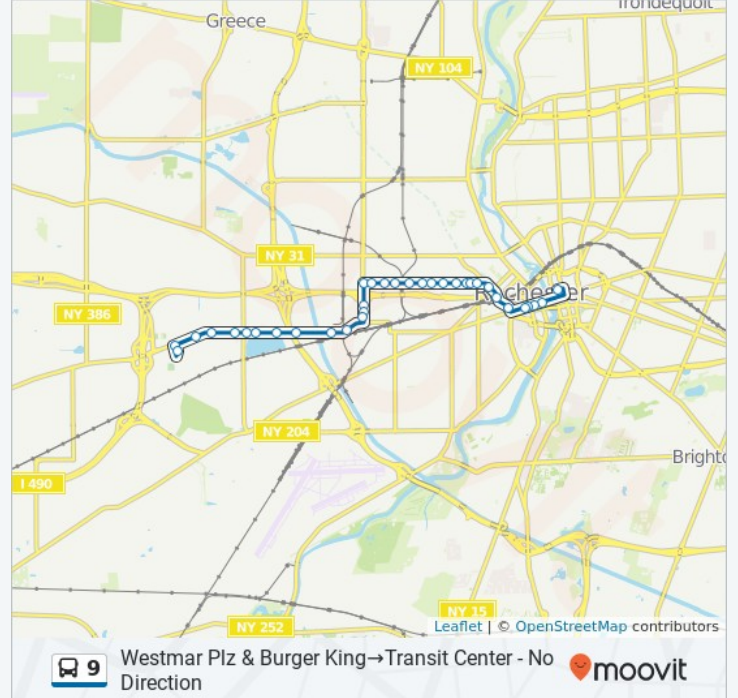 Irondequoit
Greece
NY 104
NY 31
Rochester
NY 386
NY 204
Brighto
I 490
NY 15
NY 252
Leaflet | © OpenStreetMap contributors
9 Westmar Plz & Burger King→Transit Center - No
Direction
moovit